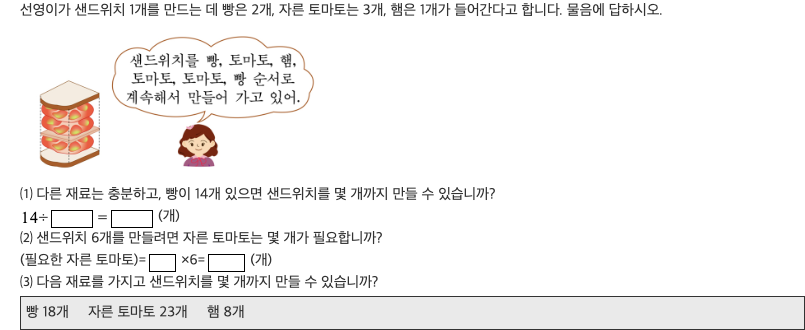 선영이가 샌드위치 1개를 만드는 데 빵은 2개, 자른 토마토는 3개, 햄은 1개가 들어간다고 합니다. 물음에 답하시오.
샌드위치를 빵, 토마토, 햄,
토마토, 토마토, 빵 순서로
계속해서 만들어 가고 있어.
(1) 다른 재료는 충분하고, 빵이 14개 있으면 샌드위치를 몇 개까지 만들 수 있습니까?
14÷ = (개)
(2) 샌드위치 6개를 만들려면 자른 토마토는 몇 개가 필요합니까?
(필요한 자른 토마토)= ×6= (개)
(3) 다음 재료를 가지고 샌드위치를 몇 개까지 만들 수 있습니까?
빵 18개 자른 토마토 23개 햄 8개